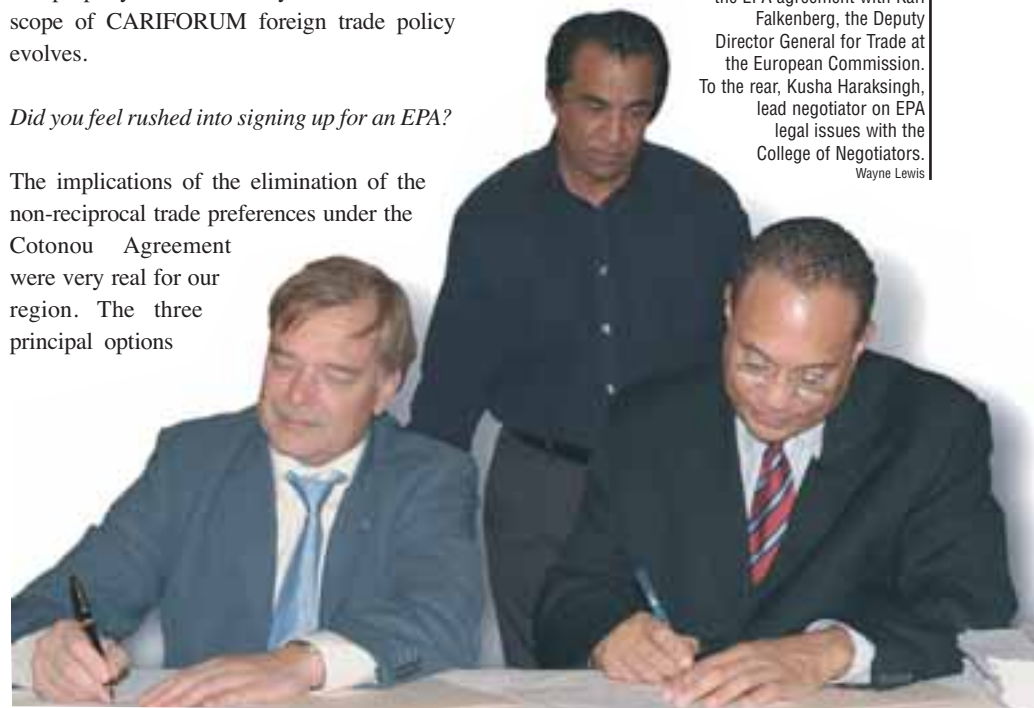 scope of CARIFORUM foreign trade policy
evolves.
Did you feel rushed into signing up for an EPA?
The implications of the elimination of the
non-reciprocal trade preferences under the
Cotonou Agreement
were very real for our
region. The three
principal options
the EPA agreement with Karl
Falkenberg, the Deputy
Director General for Trade at
the European Commission.
To the rear, Kusha Haraksingh,
lead negotiator on EPA
legal issues with the
College of Negotiators.
Wayne Lewis